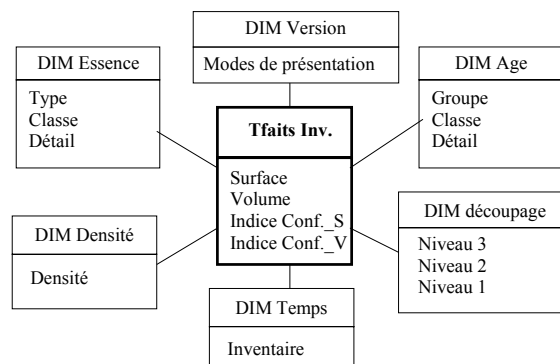 DIM Version
Modes de présentation
DIM Essence
Type
Classe
Détail
DIM Age
Groupe
Classe
Détail
Tfaits Inv.
Surface
Volume
Indice Conf._S
Indice Conf._V
DIM Densité
Densité
DIM découpage
Niveau 3
Niveau 2
Niveau 1
DIM Temps
Inventaire